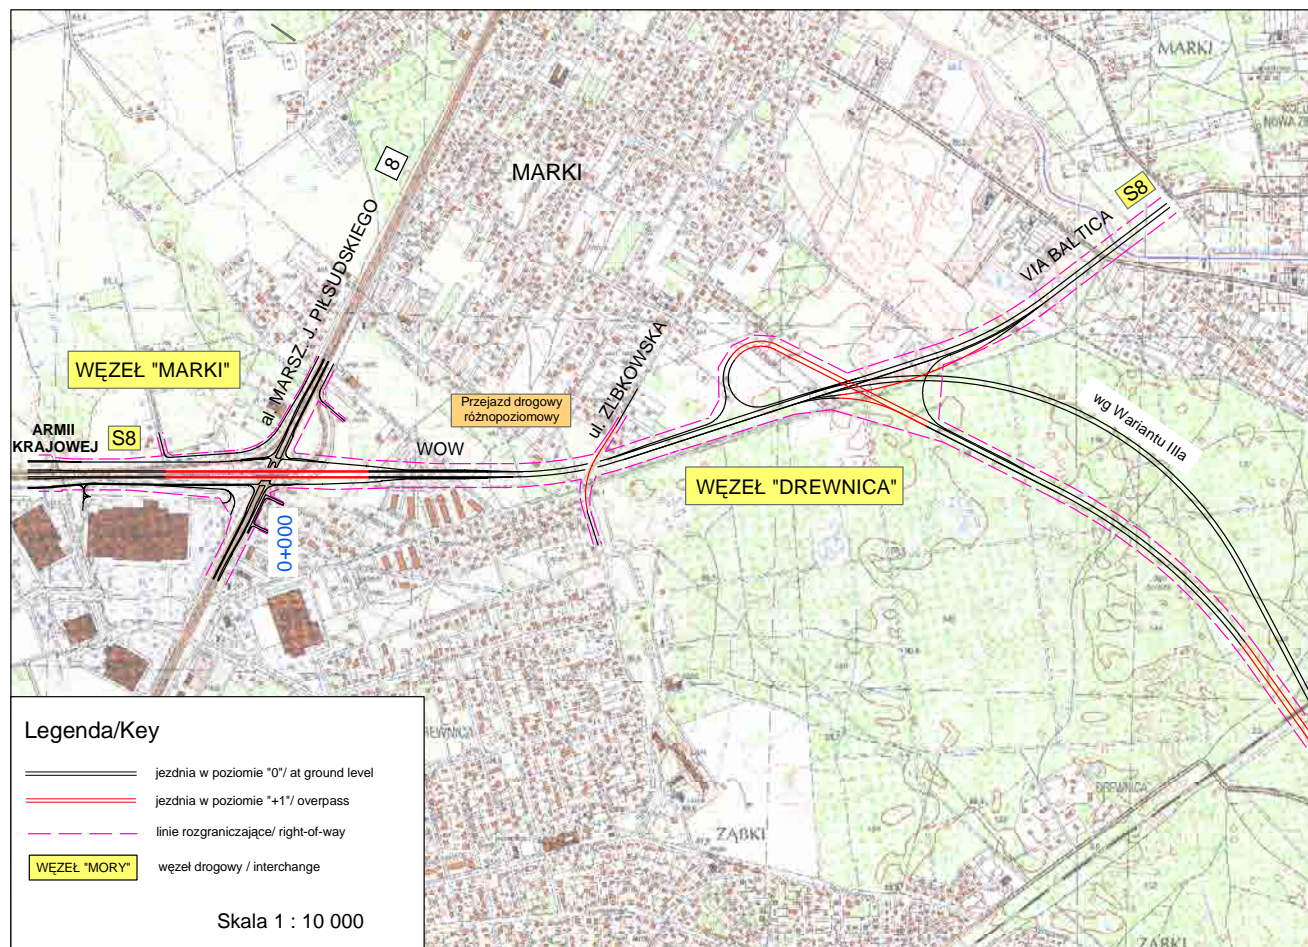 MARKI
MARKI
8
S8
VIA BALTICA
al. MARSZ. J. PIŁSUDSKIEGO
WĘZEŁ "MARKI"
ARMII
KRAJOWEJ
S8
WOW
Przejazd drogowy
różnopoziomowy
ul. ZĄBKOWSKA
WĘZEŁ "DREWNICA"
wg Wariantu IIIa
0+000
DREWNICA
ZĄBKI
ZĄBKI
Legenda/Key
jezdnia w poziomie "0"/ at ground level
jezdnia w poziomie "+1"/ overpass
linie rozgraniczające/ right-of-way
WĘZEŁ "MORY"
węzeł drogowy / interchange
Skala 1 : 10 000